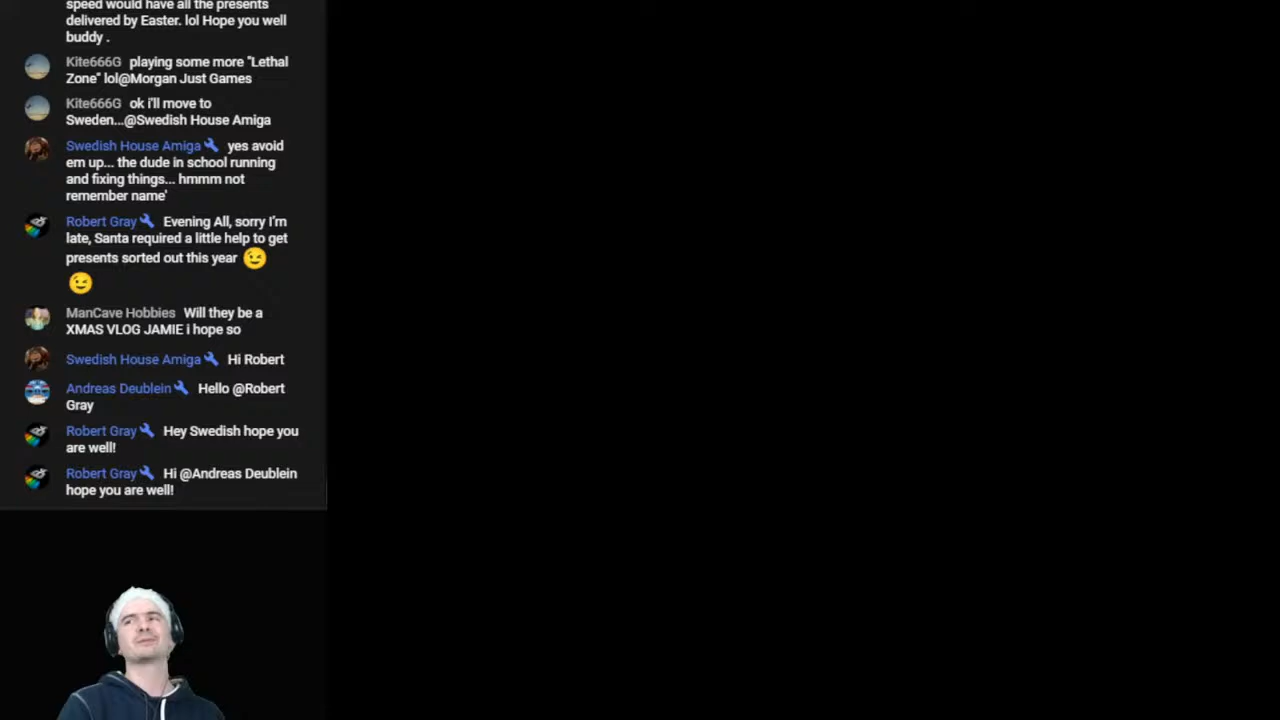 speed would have all the presents
delivered by Easter. lol Hope you well
buddy .
Kite666G playing some more "Lethal
Zone" lol@Morgan Just Games
Kite666G ok i'll move to
Sweden...@Swedish House Amiga
Swedish House Amiga yes avoid
em up... the dude in school running
and fixing things... hmmm not
remember name'
Robert Gray Evening All, sorry I'm
late, Santa required a little help to get
presents sorted out this year 😉
😉
ManCave Hobbies Will they be a
XMAS VLOG JAMIE i hope so
Swedish House Amiga Hi Robert
Andreas Deublein Hello @Robert
Gray
Robert Gray Hey Swedish hope you
are well!
Robert Gray Hi @Andreas Deublein
hope you are well!